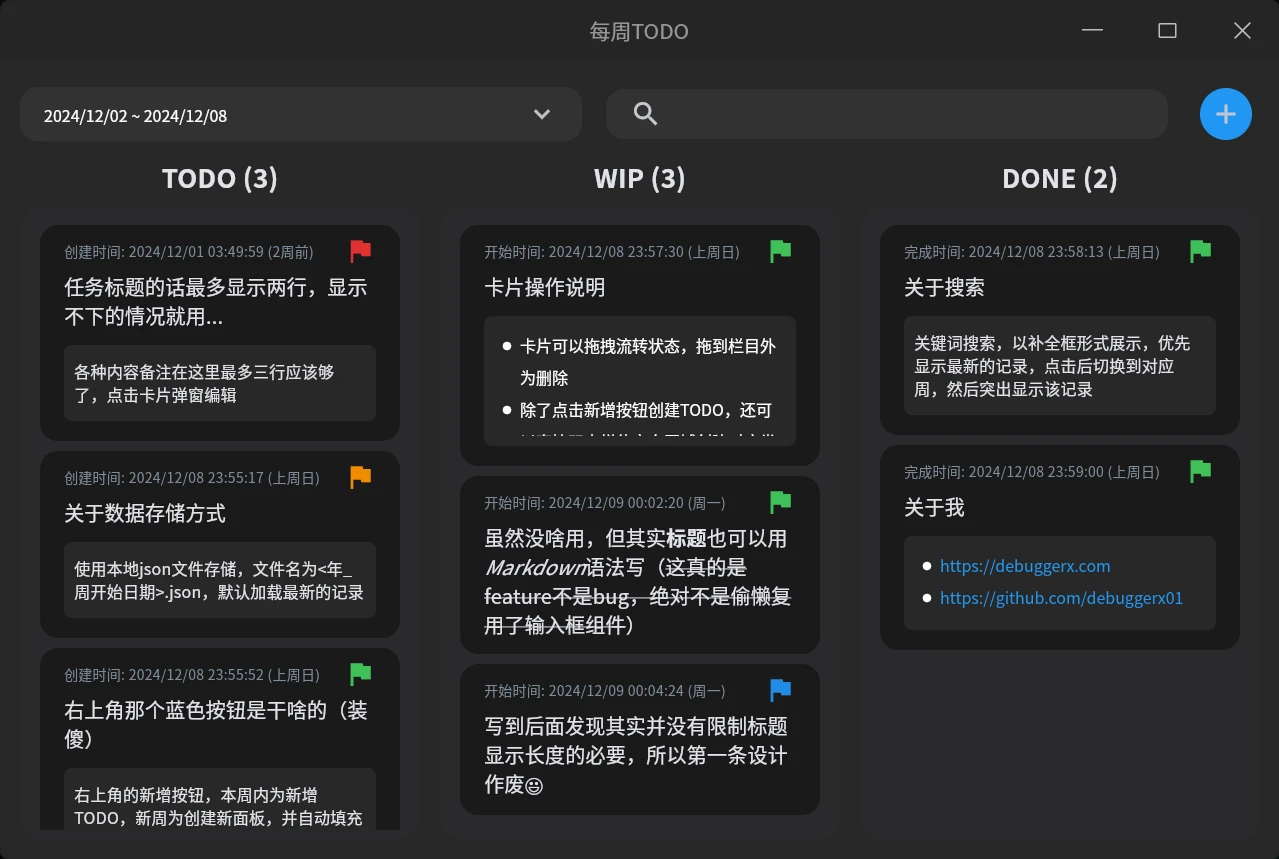 每周TODO
2024/12/02 ~ 2024/12/08
TODO (3)
创建时间: 2024/12/01 03:49:59 (2周前)
任务标题的话最多显示两行，显示
不下的情况就用...
各种内容备注在这里最多三行应该够
了，点击卡片弹窗编辑
创建时间: 2024/12/08 23:55:17 (上周日)
关于数据存储方式
使用本地json文件存储，文件名为<年_
周开始日期>.json，默认加载最新的记录
创建时间: 2024/12/08 23:55:52 (上周日)
右上角那个蓝色按钮是干啥的（装
傻）
右上角的新增按钮，本周内为新增
TODO，新周为创建新面板，并自动填充
WIP (3)
开始时间: 2024/12/08 23:57:30 (上周日)
卡片操作说明
● 卡片可以拖拽流转状态，拖到栏目外
为删除
● 除了点击新增按钮创建TODO，还可
开始时间: 2024/12/09 00:02:20 (周一)
虽然没啥用，但其实标题也可以用
Markdown语法写（这真的是
feature不是bug，绝对不是偷懒复
用了输入框组件）
开始时间: 2024/12/09 00:04:24 (周一)
写到后面发现其实并没有限制标题
显示长度的必要，所以第一条设计
作废😃
DONE (2)
完成时间: 2024/12/08 23:58:13 (上周日)
关于搜索
关键词搜索，以补全框形式展示，优先
显示最新的记录，点击后切换到对应
周，然后突出显示该记录
完成时间: 2024/12/08 23:59:00 (上周日)
关于我
● https://debuggerx.com
● https://github.com/debuggerx01